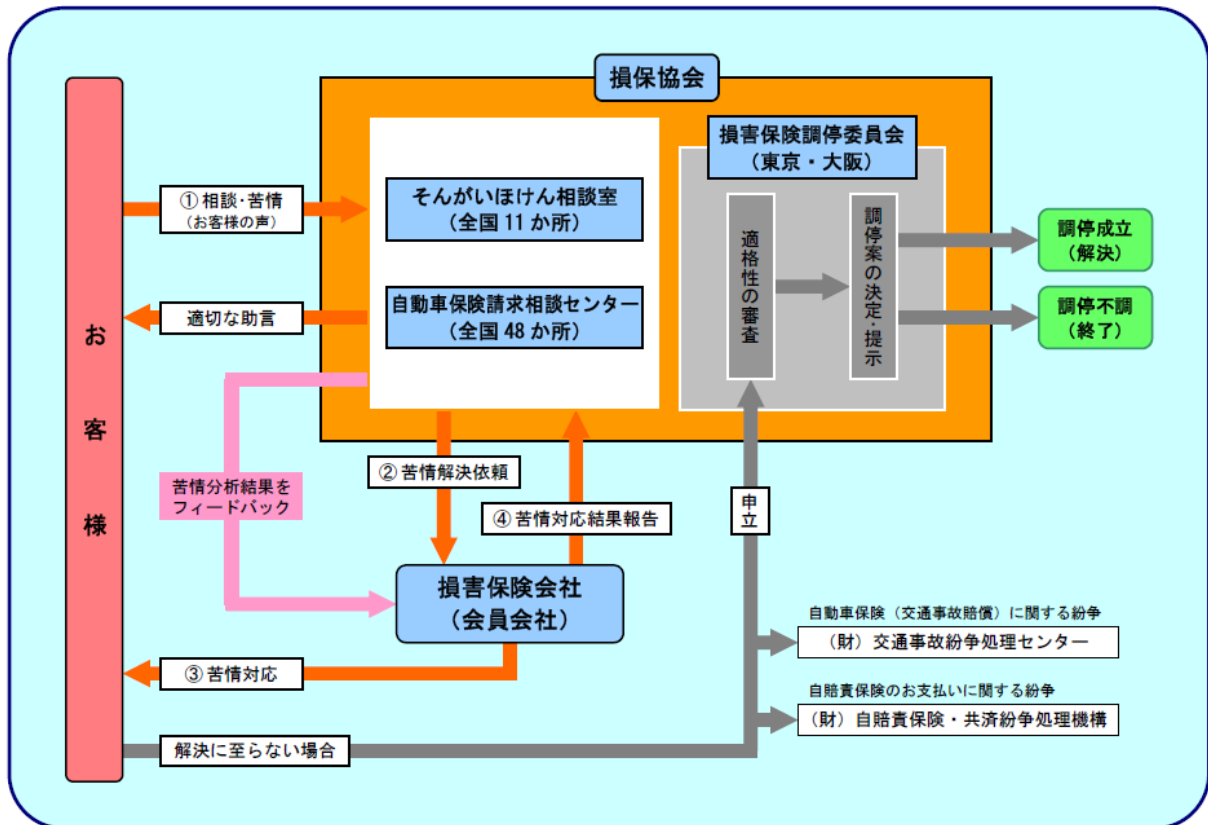 損保協会
損害保険調停委員会
(東京・大阪)
そんがいほけん相談室
(全国 11 か所)
自動車保険請求相談センター
(全国 48 か所)
①相談・苦情
(お客様の声)
適切な助言
お客様
適格性の審査
調停案の決定・提示
調停成立
(解決)
調停不調
(終了)
②苦情解決依頼
④苦情対応結果報告
苦情分析結果を
フィードバック
申立
損害保険会社
(会員会社)
③苦情対応
自動車保険(交通事故賠償)に関する紛争
(財)交通事故紛争処理センター
自賠責保険のお支払いに関する紛争
(財)自賠責保険・共済紛争処理機構
解決に至らない場合